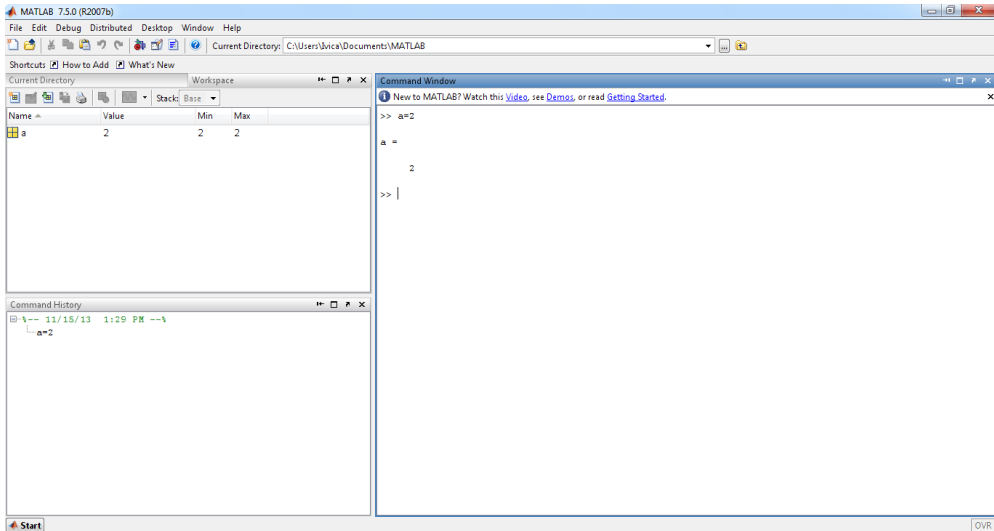 MATLAB 7.5.0 (R2007b)
File Edit Debug Distributed Desktop Window Help
Current Directory: C:\Users\Ivica\Documents\MATLAB
Shortcuts How to Add What's New
Current Directory Workspace
Stack: Base
Name Value Min Max
a 2 2 2
Command History
%-- 11/15/13 1:29 PM --%
a=2
Command Window
New to MATLAB? Watch this Video, see Demos, or read Getting Started.
>> a=2
a =
2
>>
Start
OVR